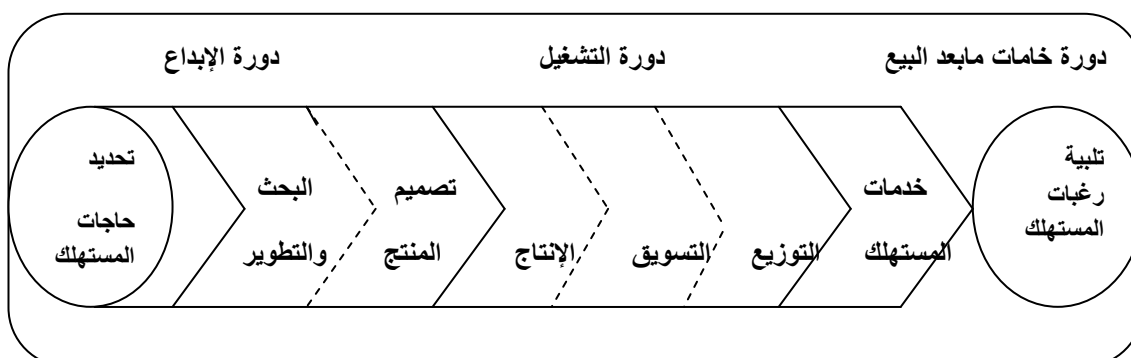 دورة الإبداع
دورة التشغيل
دورة خامات مابعد البيع
تحديد
حاجات
المستهلك
البحث
والتطوير
تصميم
المنتج
الإنتاج
التسويق
التوزيع
خدمات
المستهلك
تلبية
رغبات
المستهلك